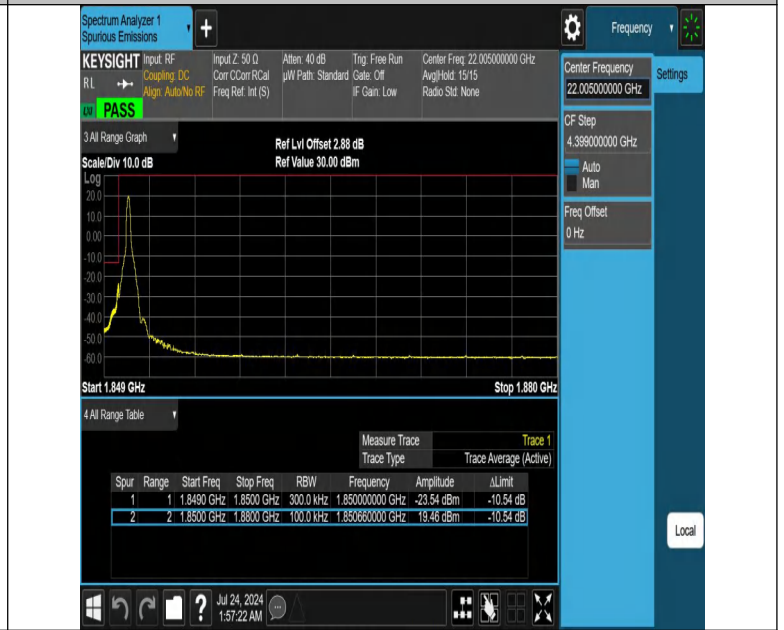 Spectrum Analyzer 1
Spurious Emissions
+
Frequency
KEYSIGHT
RL
LXI
PASS
Input: RF
Coupling: DC
Align: Auto/No RF
Input Z: 50 Ω
Corr CCorr RCal
Freq Ref: Int (S)
Atten: 40 dB
µW Path: Standard
Trig: Free Run
Gate: Off
IF Gain: Low
Center Freq: 22.005000000 GHz
Avg|Hold: 15/15
Radio Std: None
Center Frequency
22.005000000 GHz
Settings
CF Step
4.399000000 GHz
Auto
Man
Freq Offset
0 Hz
3 All Range Graph
Scale/Div 10.0 dB
Ref Lvl Offset 2.88 dB
Ref Value 30.00 dBm
Log
20.0
10.0
0.00
-10.0
-20.0
-30.0
-40.0
-50.0
-60.0
Start 1.849 GHz
Stop 1.880 GHz
4 All Range Table
Measure Trace Trace 1
Trace Type Trace Average (Active)
Spur Range Start Freq Stop Freq RBW Frequency Amplitude ΔLimit
1 1 1.8490 GHz 1.8500 GHz 300.0 kHz 1.850000000 GHz -23.54 dBm -10.54 dB
2 2 1.8500 GHz 1.8800 GHz 100.0 kHz 1.850660000 GHz 19.46 dBm -10.54 dB
Local
?
Jul 24, 2024
1:57:22 AM